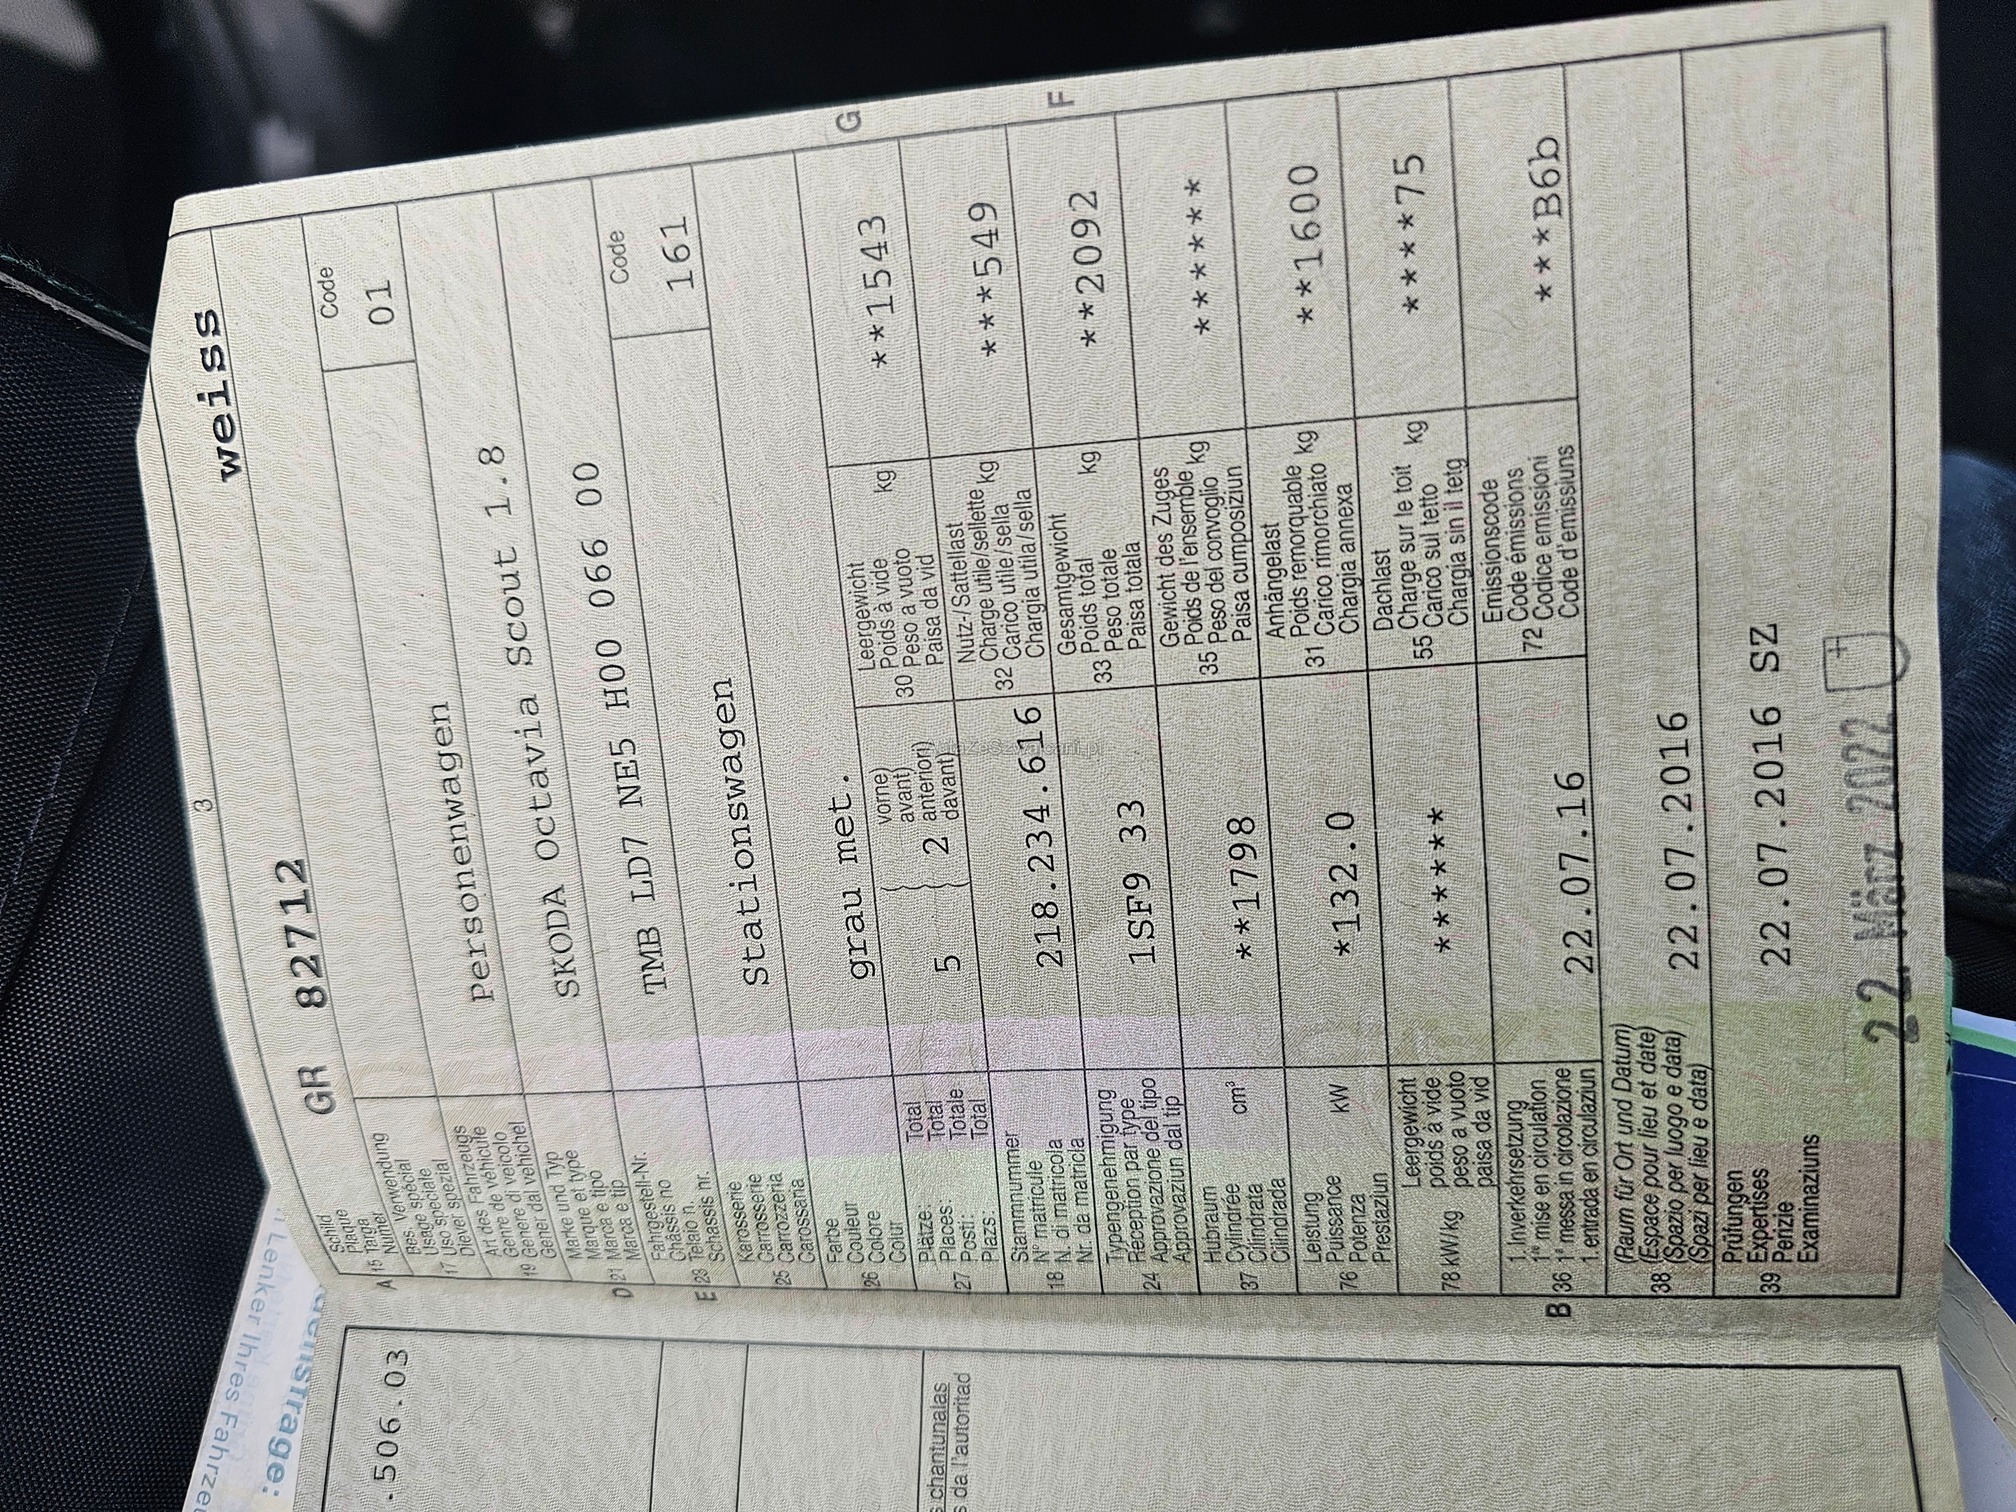 3
GR 82712 weiss
Schild
Plaque
A 15 Targa
Numer
Code
Bes. Verwendung
Usage spécial
17 Uso speciale
Diever spezial
01
Art des Fahrzeugs
Genre de véhicule
19 Genere di veicolo
Gener dal vehichel
Personenwagen
Marke und Typ
Marque et type
D 21 Marca e tipo
Marca e tip
SKODA Octavia Scout 1.8
Fahrgestell-Nr.
Châssis no
E 23 Telaio n.
Schassis nr.
TMB LD7 NE5 H00 066 00
Code
161
Karosserie
Carrosserie
25 Carrozzeria
Carossaria
Stationswagen
Farbe
Couleur
26 Colore
Colur
grau met.
Plätze: Total
Places: Total
27 Posti: Totale
Plazs: Total
5
2
vorne
avant
anteriori
davant
Stammnummer
N° matricule
18 N. di matricola
Nr. da matricla
218.234.616
Typengenehmigung
Réception par type
24 Approvazione del tipo
Approvaziun dal tip
1SF9 33
Hubraum
Cylindrée cm³
37 Cilindrata
Cilindrada
**1798
Leistung
Puissance kW
76 Potenza
Prestaziun
*132.0
Leergewicht
poids à vide
78 kW/kg peso a vuoto
paisa da vid
******
1. Inverkehrsetzung
1re mise en circulation
B 36 1a messa in circolazione
1. entrada en circulaziun
22.07.16
G
Leergewicht
Poids à vide kg
30 Peso a vuoto
Paisa da vid
**1543
Nutz-/Sattellast
Charge utile/sellette kg
32 Carico utile/sella
Chargia utila/sella
***549
F
Gesamtgewicht
Poids total kg
33 Peso totale
Paisa totala
**2092
Gewicht des Zuges
Poids de l'ensemble kg
35 Peso del convoglio
Paisa cumposiziun
******
Anhängelast
Poids remorquable kg
31 Carico rimorchiato
Chargia annexa
**1600
Dachlast
Charge sur le toit kg
55 Carico sul tetto
Chargia sin il tetg
****75
Emissionscode
Code émissions
72 Codice emissioni
Code d'emissiuns
***B6b
(Raum für Ort und Datum)
(Espace pour lieu et date)
38 (Spazio per luogo e data)
(Spazi per lieu e data)
22.07.2016
Prüfungen
Expertises
39 Perizie
Examinaziuns
22.07.2016 SZ
22. März 2022
.506.03
chantunalas
da l'autoritad
Lenker Ihres Fahrze